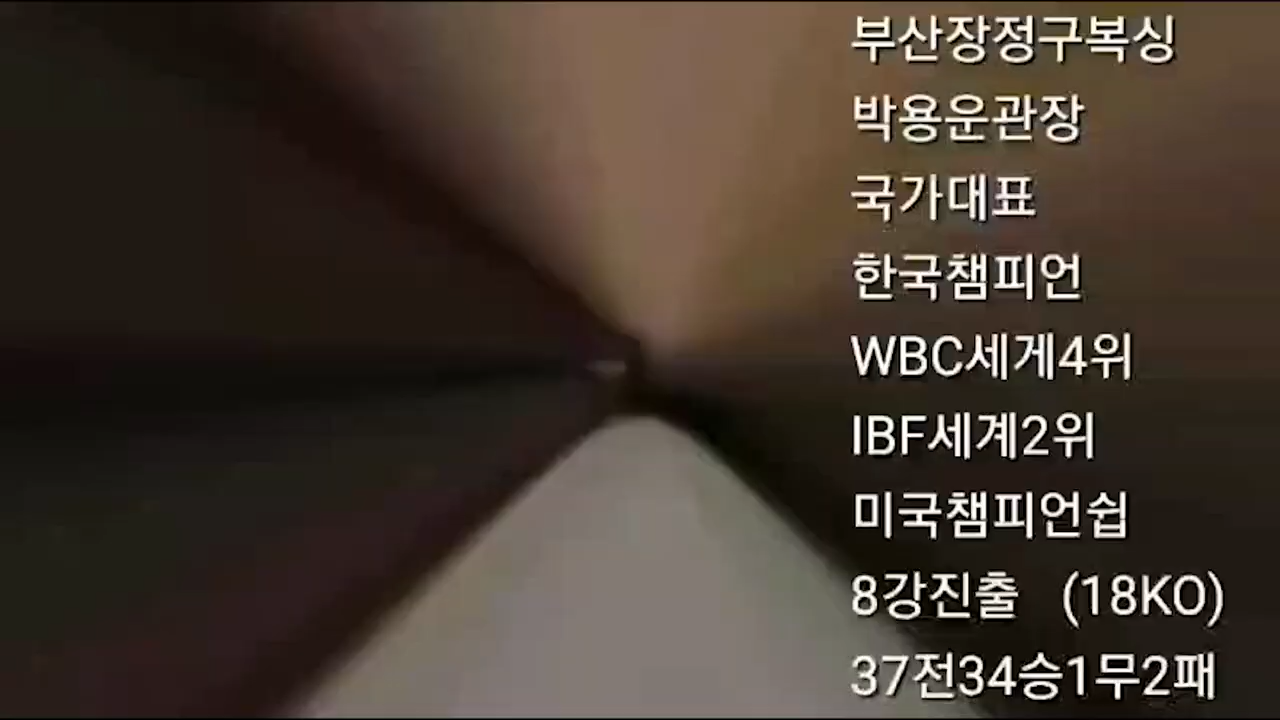 부산장정구복싱
박용운관장
국가대표
한국챔피언
WBC세게4위
IBF세계2위
미국챔피언쉽
8강진출 (18KO)
37전34승1무2패